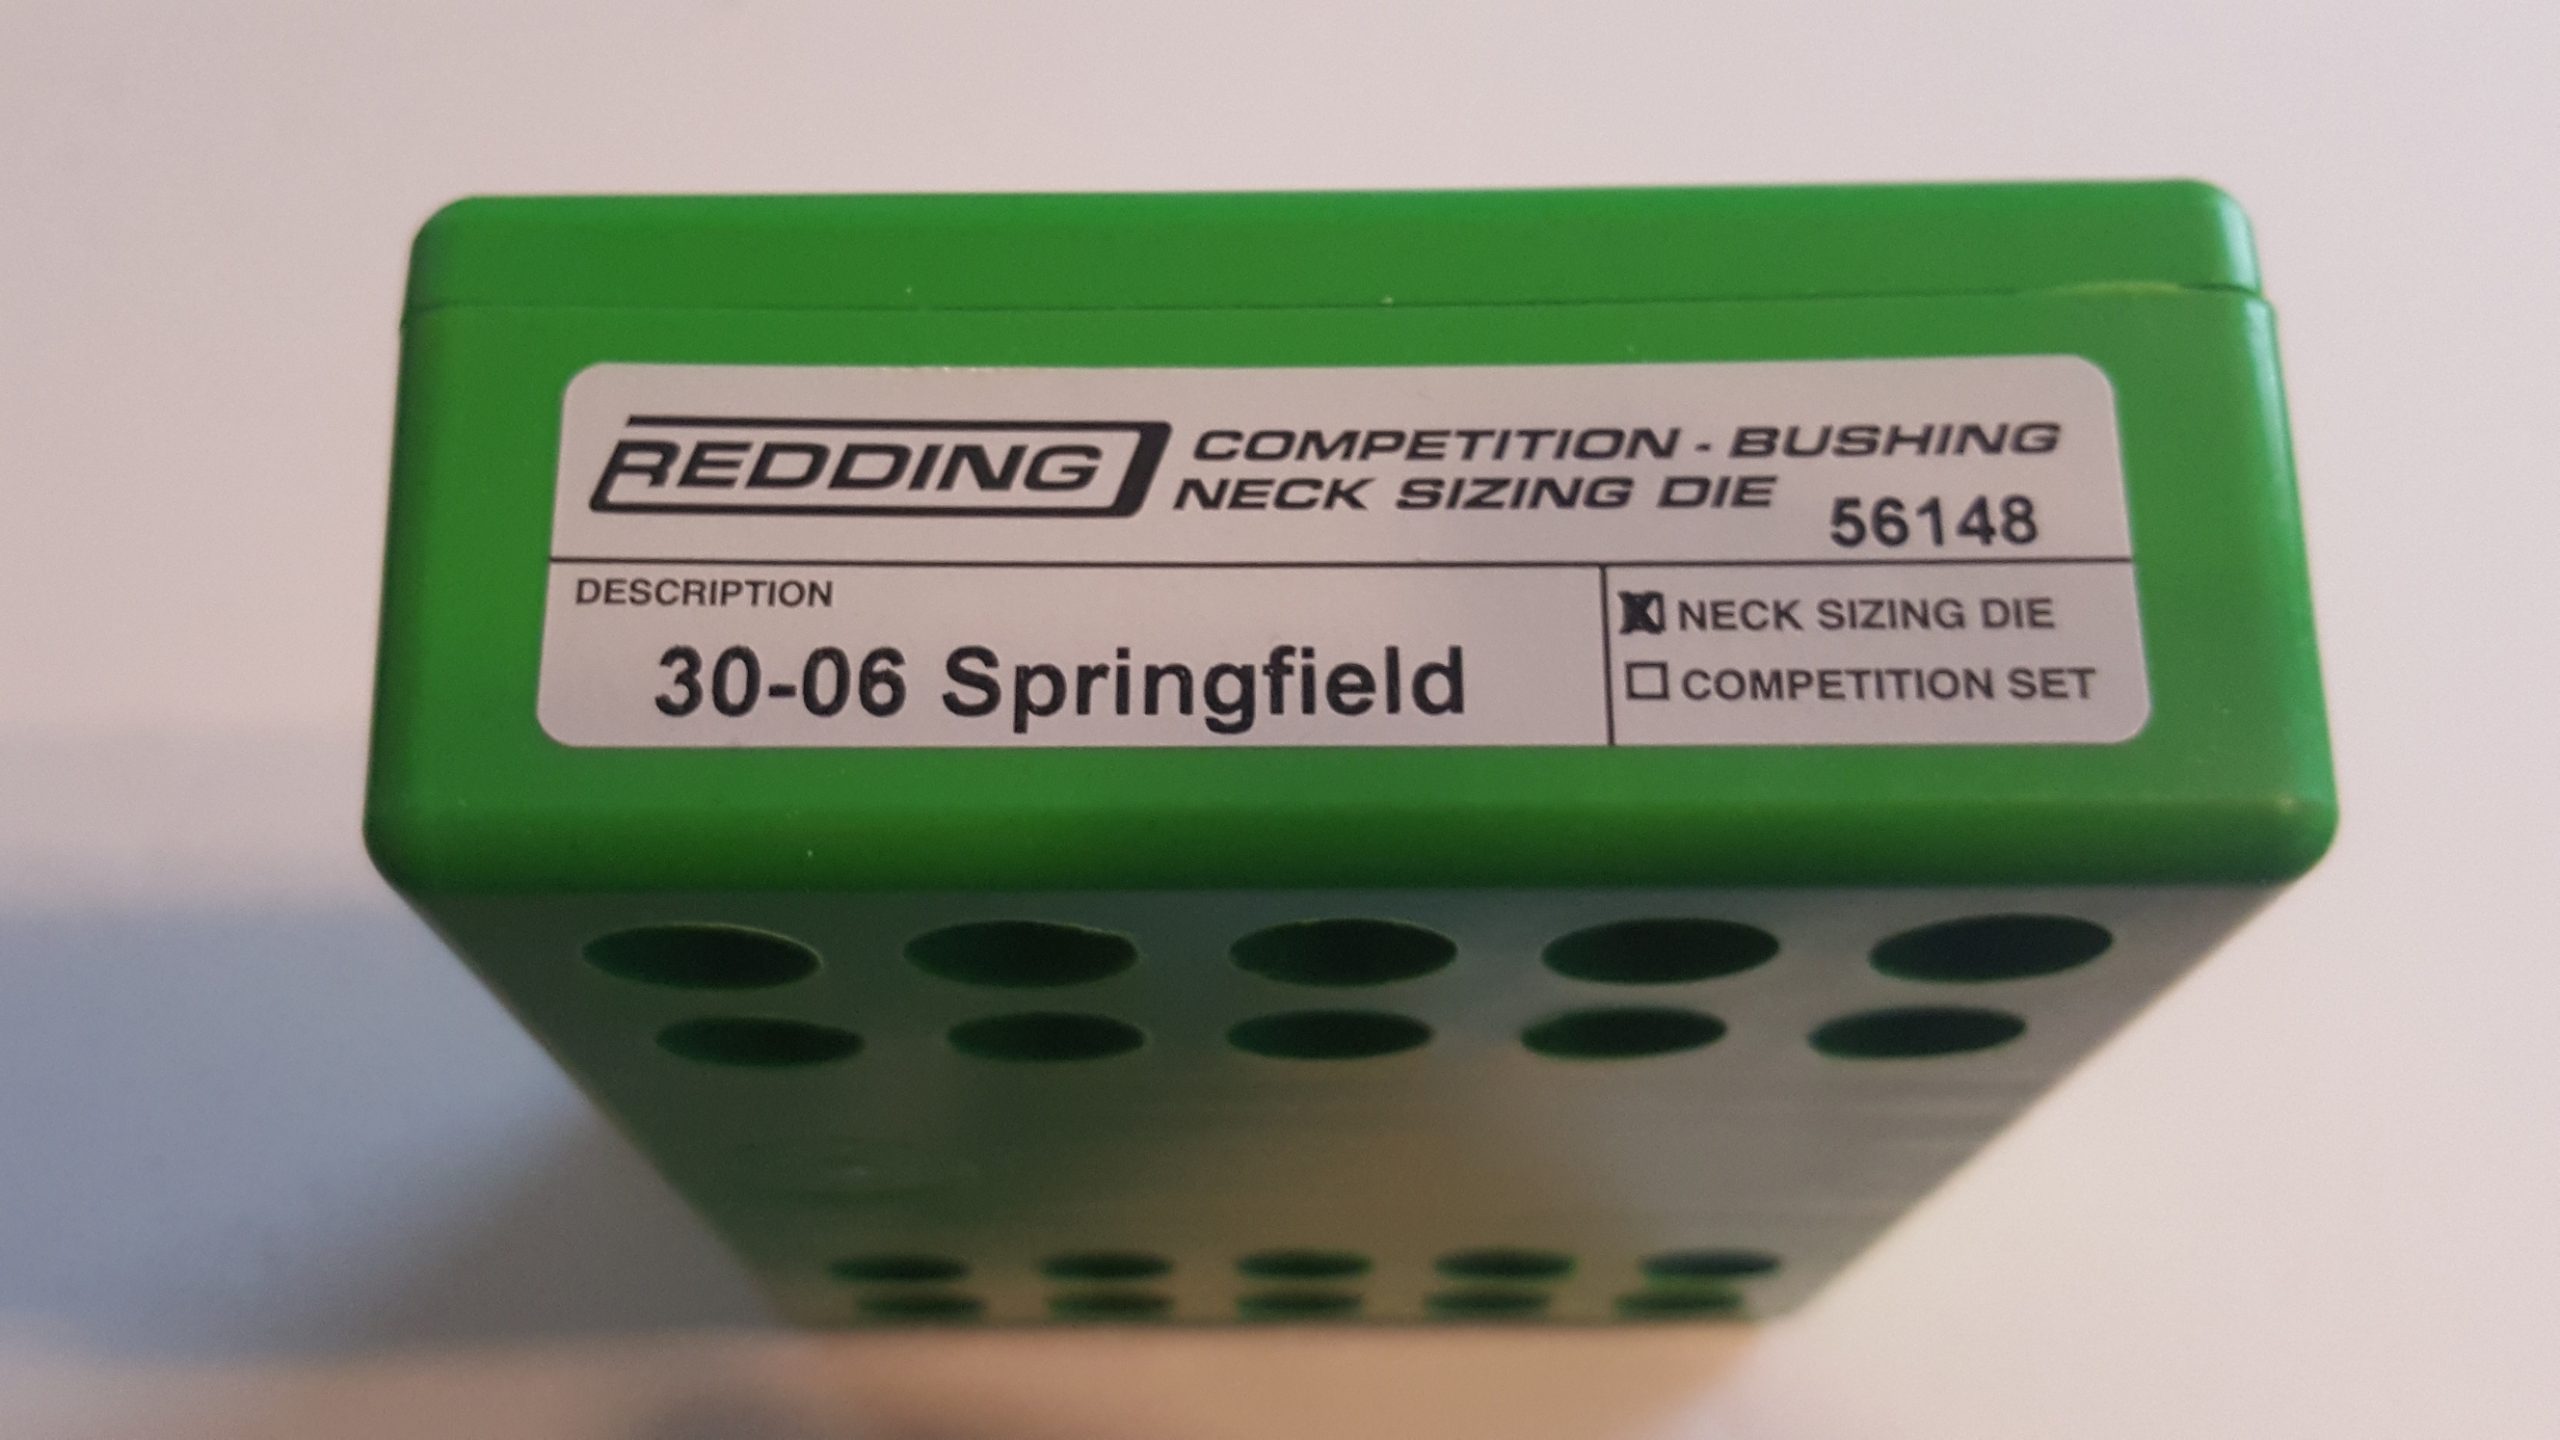 REDDING COMPETITION - BUSHING
NECK SIZING DIE 56148
DESCRIPTION
30-06 Springfield
NECK SIZING DIE
COMPETITION SET